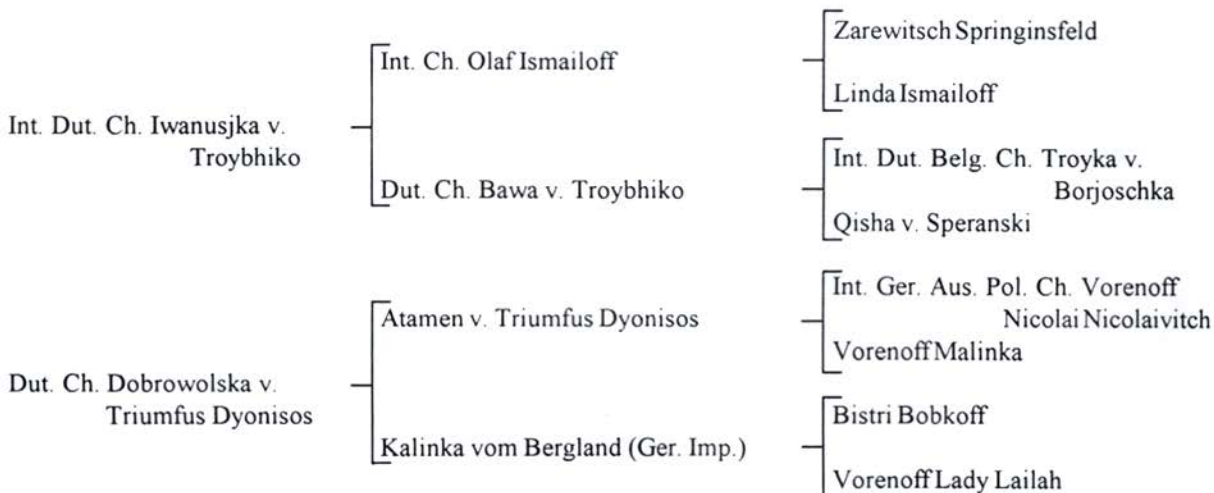 Zarewitsch Springinsfeld
Int. Ch. Olaf Ismailoff
Linda Ismailoff
Int. Dut. Ch. Iwanusjka v.
Troybhiko
Int. Dut. Belg. Ch. Troyka v.
Borjoschka
Dut. Ch. Bawa v. Troybhiko
Qisha v. Speranski
Int. Ger. Aus. Pol. Ch. Vorenoff
Nicolai Nicolaivitch
Atamen v. Triumfus Dyonisos
Vorenoff Malinka
Dut. Ch. Dobrowolska v.
Triumfus Dyonisos
Bistri Bobkoff
Kalinka vom Bergland (Ger. Imp.)
Vorenoff Lady Lailah